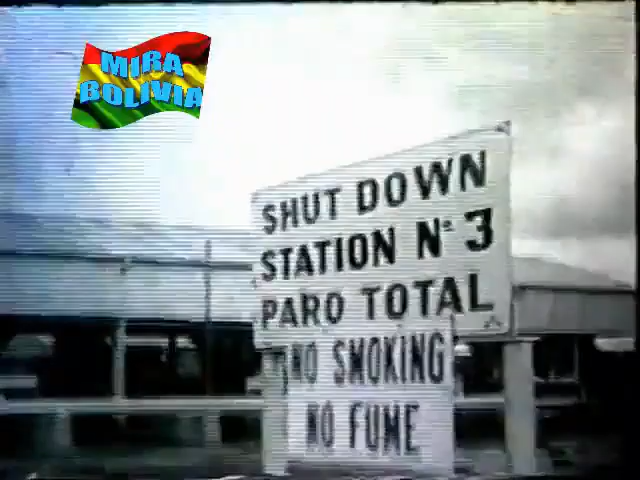 MIRA
BOLIVIA
SHUT DOWN
STATION Nº 3
PARO TOTAL
NO SMOKING
NO FUME